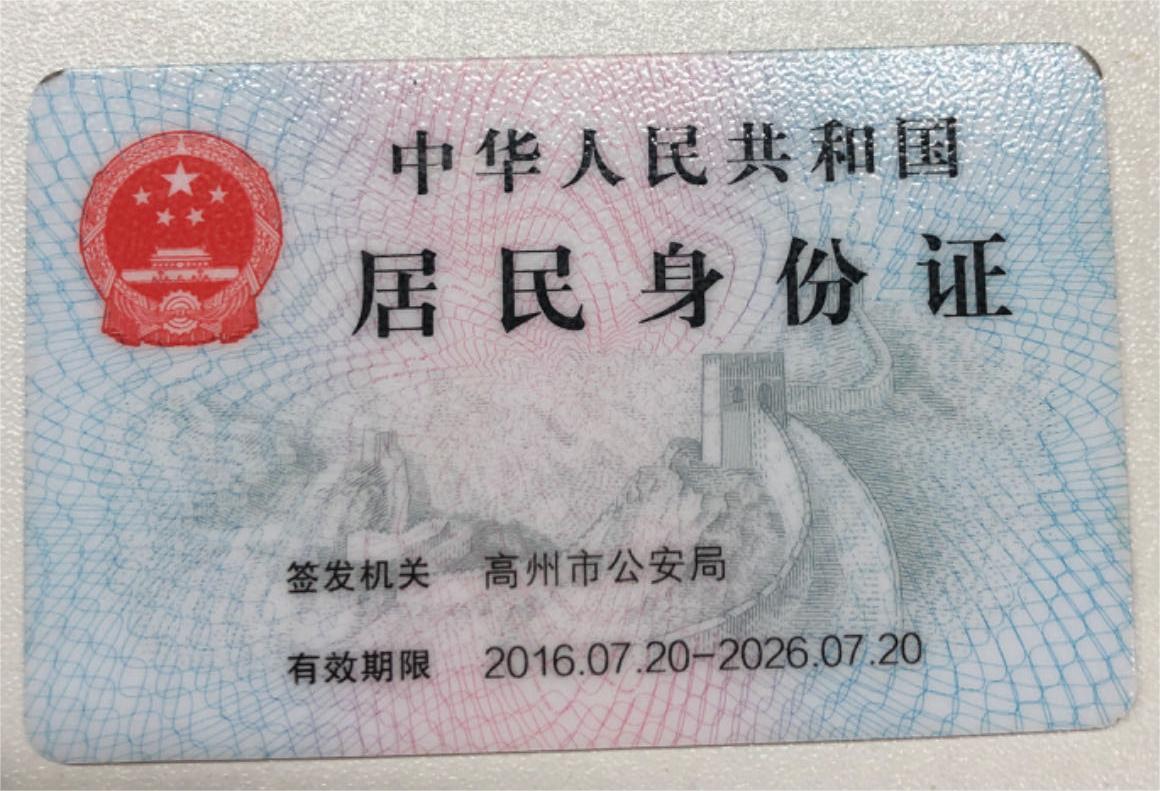 中华人民共和国
居民身份证
签发机关 高州市公安局
有效期限 2016.07.20-2026.07.20